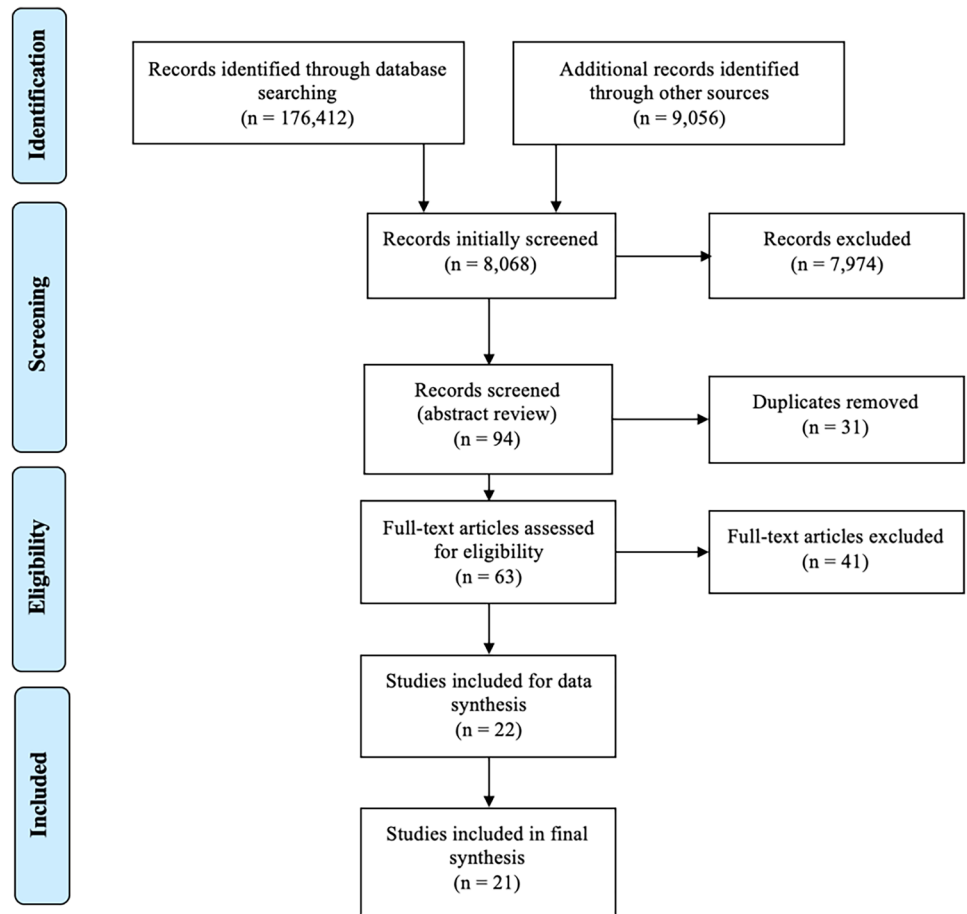 Identification
Records identified through database
searching
(n = 176,412)
Additional records identified
through other sources
(n = 9,056)
Screening
Records initially screened
(n = 8,068)
Records excluded
(n = 7,974)
Records screened
(abstract review)
(n = 94)
Duplicates removed
(n = 31)
Eligibility
Full-text articles assessed
for eligibility
(n = 63)
Full-text articles excluded
(n = 41)
Studies included for data
synthesis
(n = 22)
Included
Studies included in final
synthesis
(n = 21)